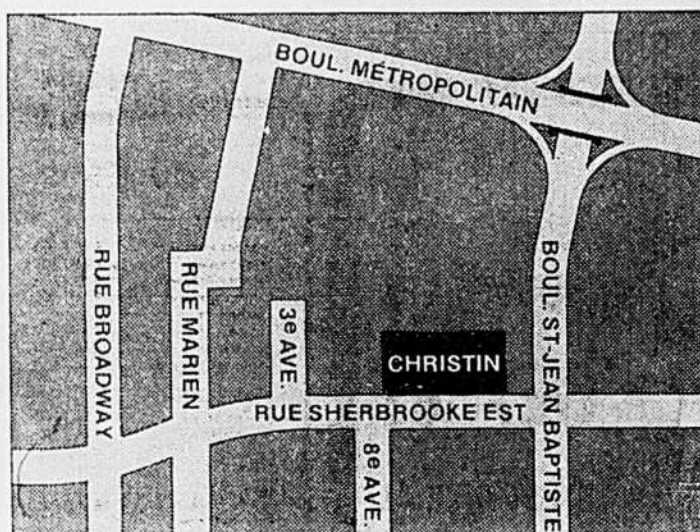 BOUL. MÉTROPOLITAIN
RUE BROADWAY
RUE MARIEN
3e AVE.
CHRISTIN
BOUL. ST-JEAN BAPTISTE
RUE SHERBROOKE EST
8e AVE.